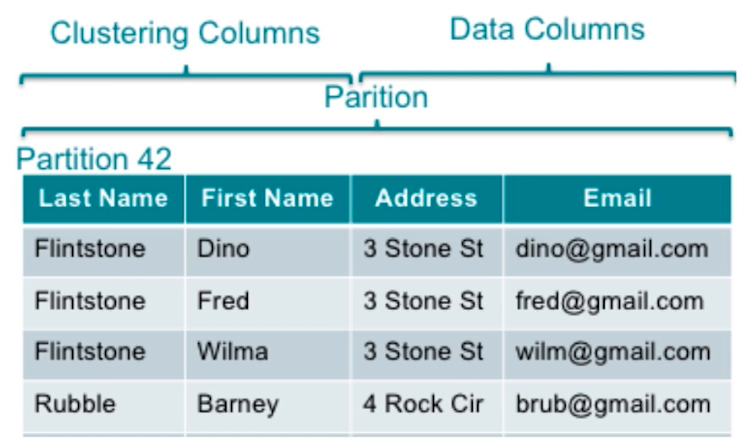 Clustering Columns Data Columns
Parition
Partition 42
Last Name First Name Address Email
Flintstone Dino 3 Stone St dino@gmail.com
Flintstone Fred 3 Stone St fred@gmail.com
Flintstone Wilma 3 Stone St wilm@gmail.com
Rubble Barney 4 Rock Cir brub@gmail.com